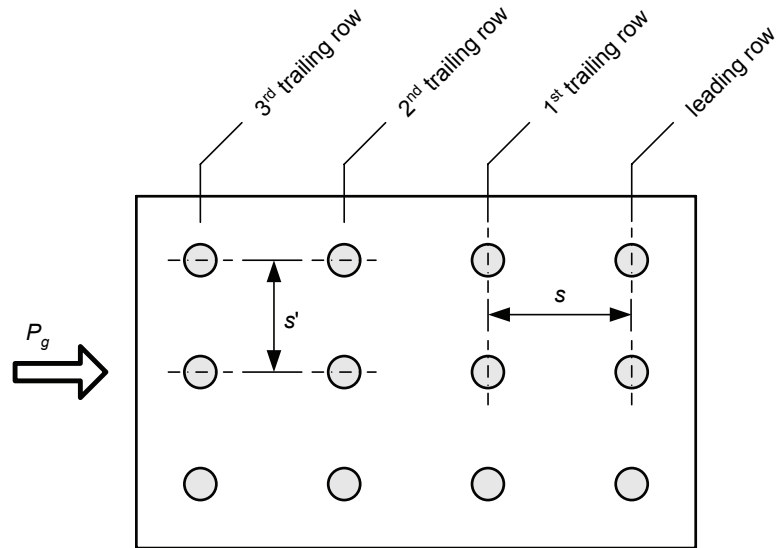 3rd trailing row
2nd trailing row
1st trailing row
leading row
s
s'
Pg